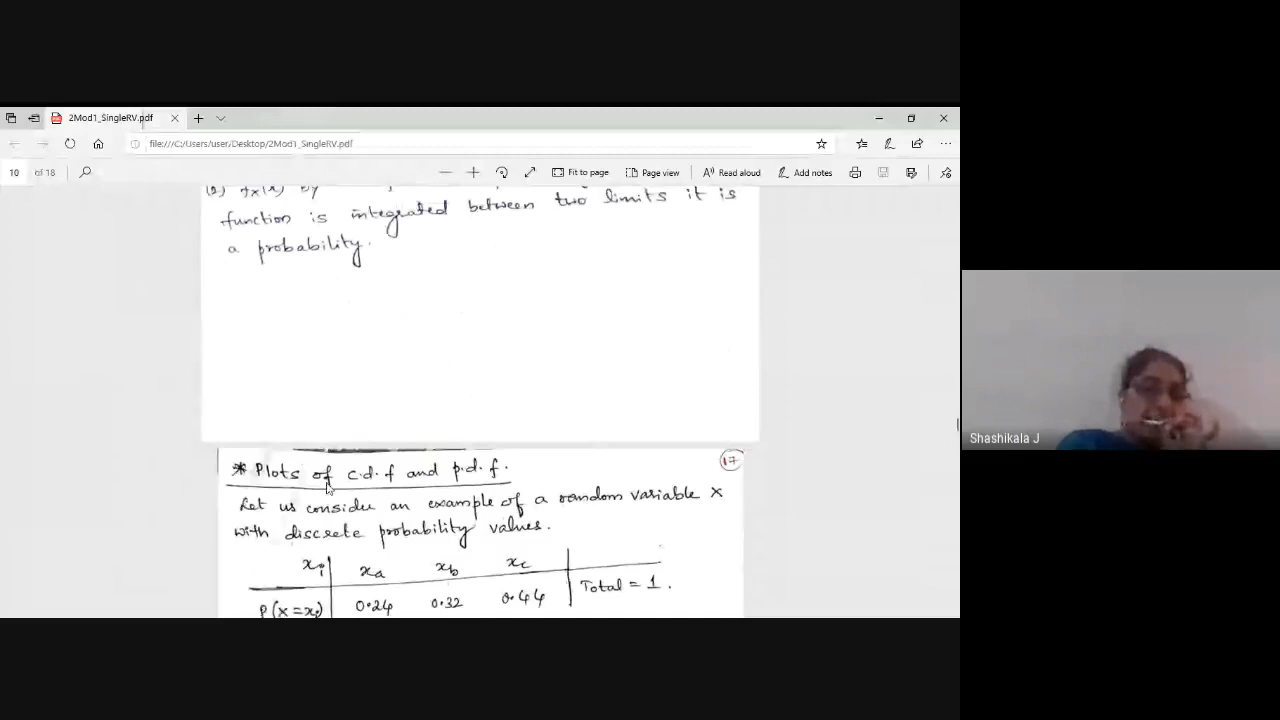 2Mod1_SingleRV.pdf
file:///C:/Users/user/Desktop/2Mod1_SingleRV.pdf
10 of 18
Fit to page
Page view
Read aloud
Add notes
function is integrated between two limits it is
a probability.
17
* Plots of c.d.f and p.d.f.
Let us consider an example of a random variable X
with discrete probability values.
xi xa xb xc
Total = 1.
P(X=xi) 0.24 0.32 0.44
Shashikala J